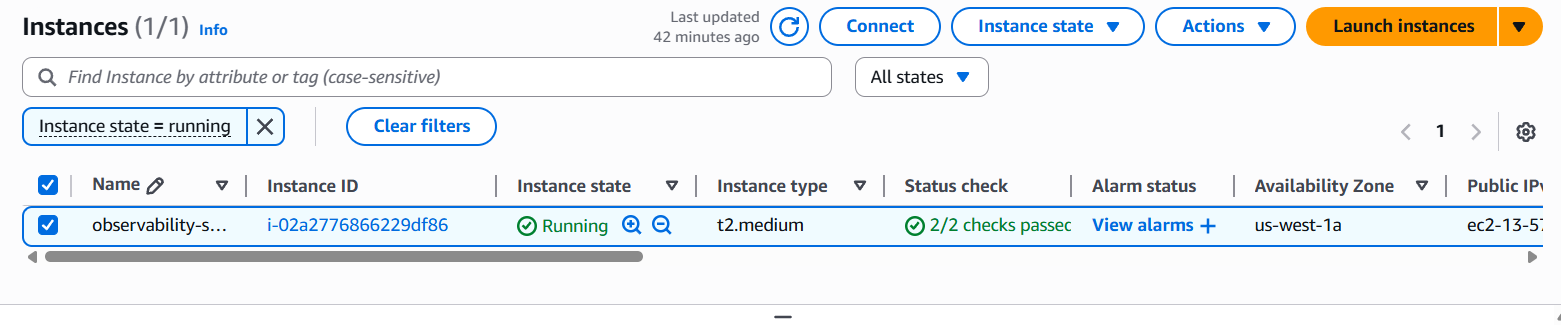 Instances (1/1) Info
Last updated
42 minutes ago
Connect
Instance state
Actions
Launch instances
Find Instance by attribute or tag (case-sensitive)
All states
Instance state = running
Clear filters
1
Name Instance ID Instance state Instance type Status check Alarm status Availability Zone Public IPv
observability-s... i-02a2776866229df86 Running t2.medium 2/2 checks passec View alarms + us-west-1a ec2-13-57